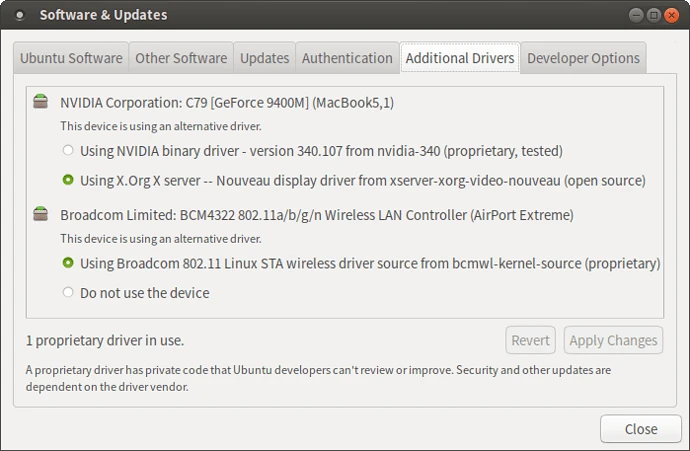 Software & Updates
Ubuntu Software Other Software Updates Authentication Additional Drivers Developer Options
NVIDIA Corporation: C79 [GeForce 9400M] (MacBook5,1)
This device is using an alternative driver.
Using NVIDIA binary driver - version 340.107 from nvidia-340 (proprietary, tested)
Using X.Org X server -- Nouveau display driver from xserver-xorg-video-nouveau (open source)
Broadcom Limited: BCM4322 802.11a/b/g/n Wireless LAN Controller (AirPort Extreme)
This device is using an alternative driver.
Using Broadcom 802.11 Linux STA wireless driver source from bcmwl-kernel-source (proprietary)
Do not use the device
1 proprietary driver in use.
Revert Apply Changes
A proprietary driver has private code that Ubuntu developers can't review or improve. Security and other updates are
dependent on the driver vendor.
Close